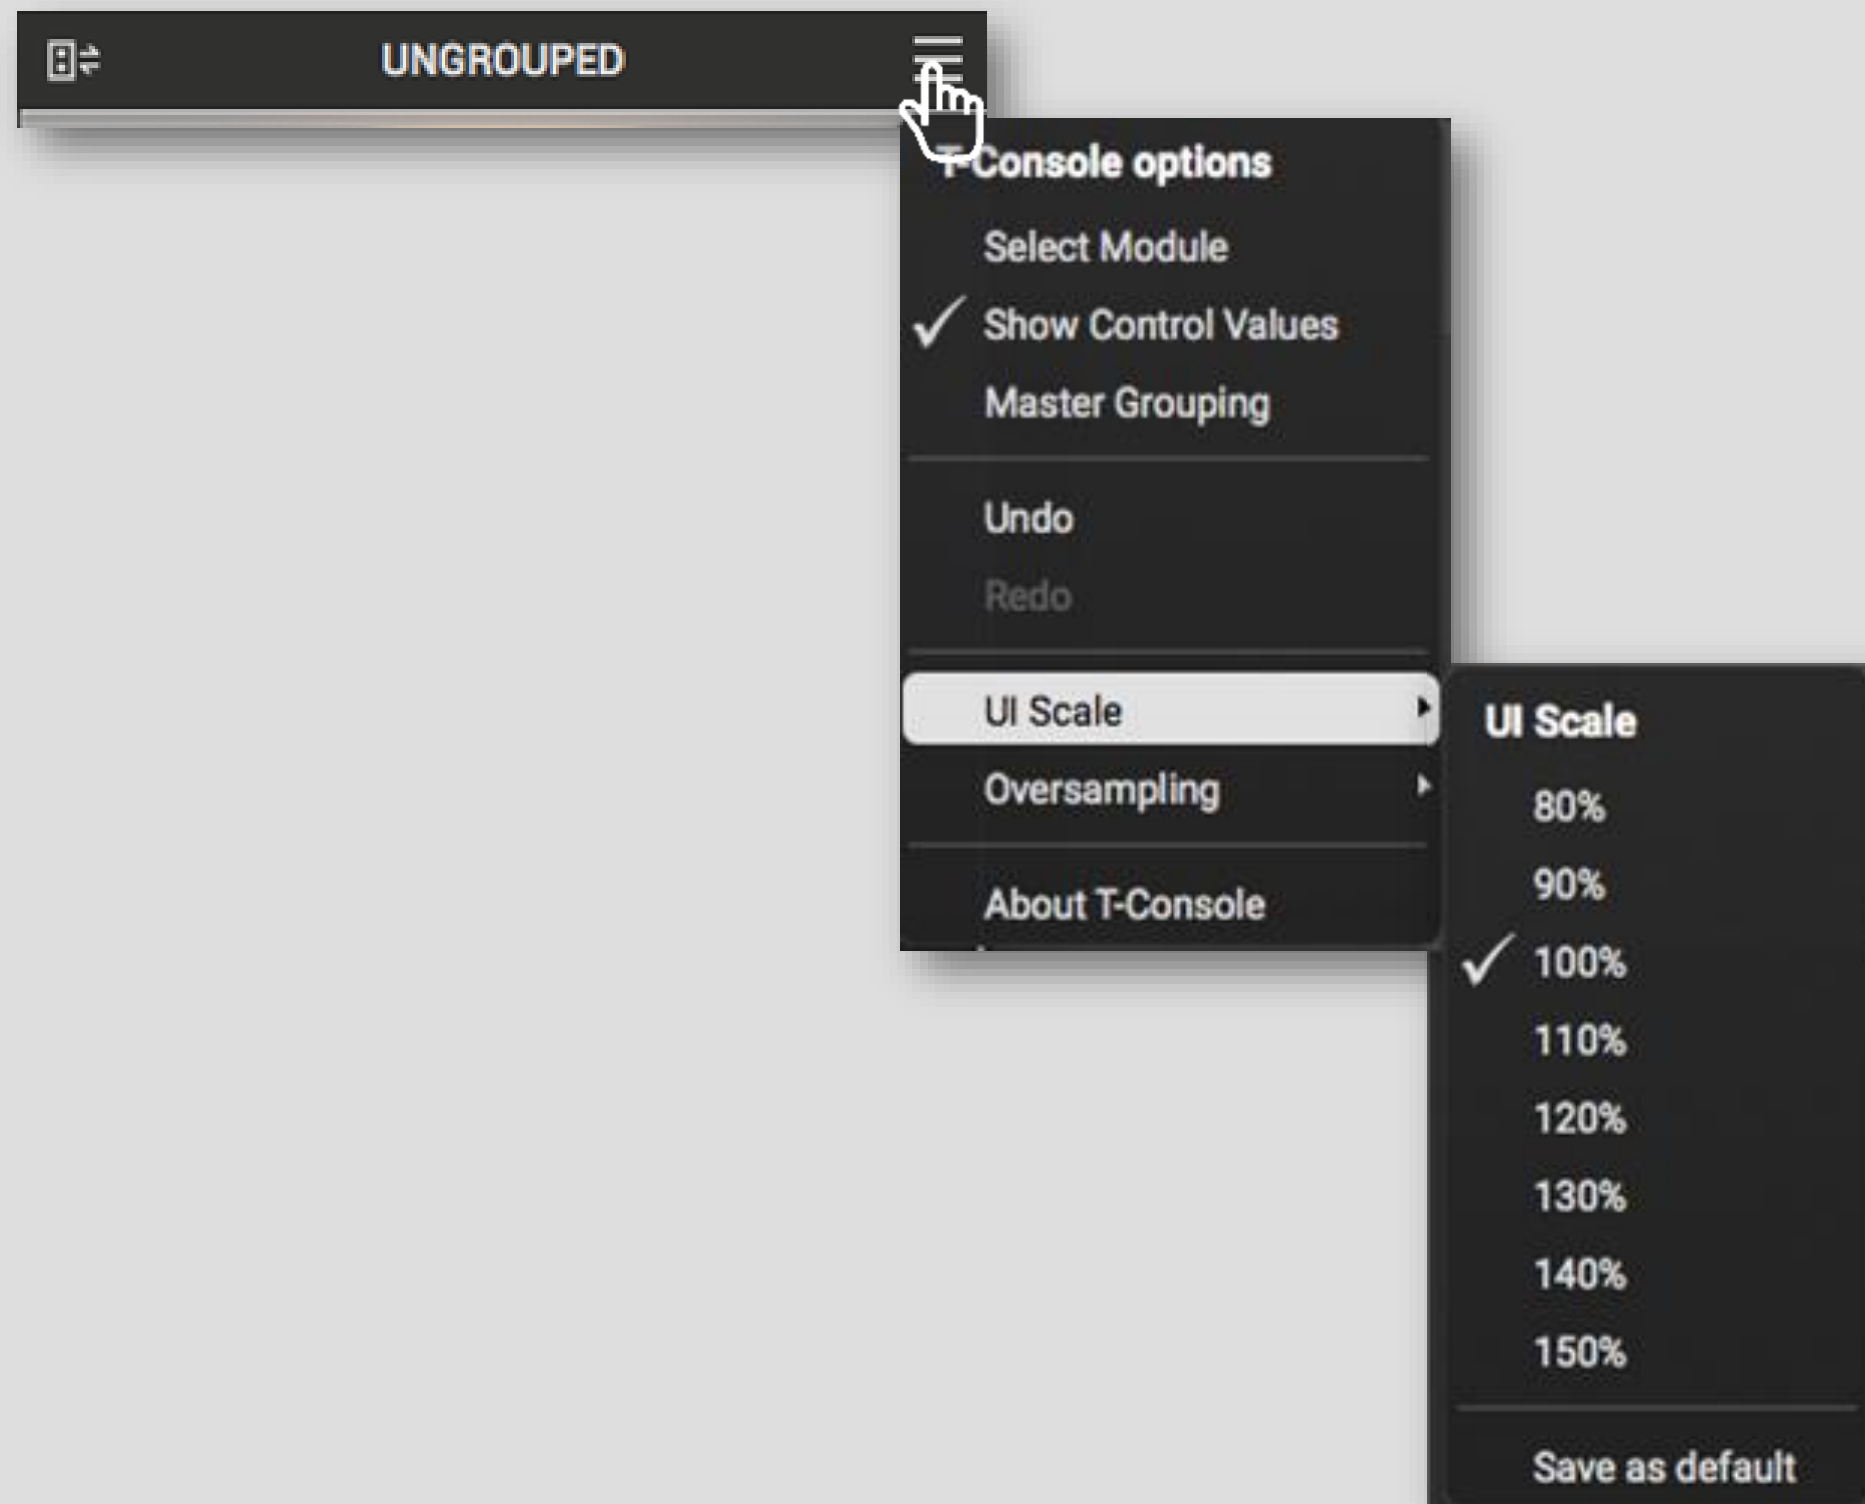 UNGROUPED
T-Console options
Select Module
Show Control Values
Master Grouping
Undo
Redo
UI Scale
Oversampling
About T-Console
UI Scale
80%
90%
100%
110%
120%
130%
140%
150%
Save as default